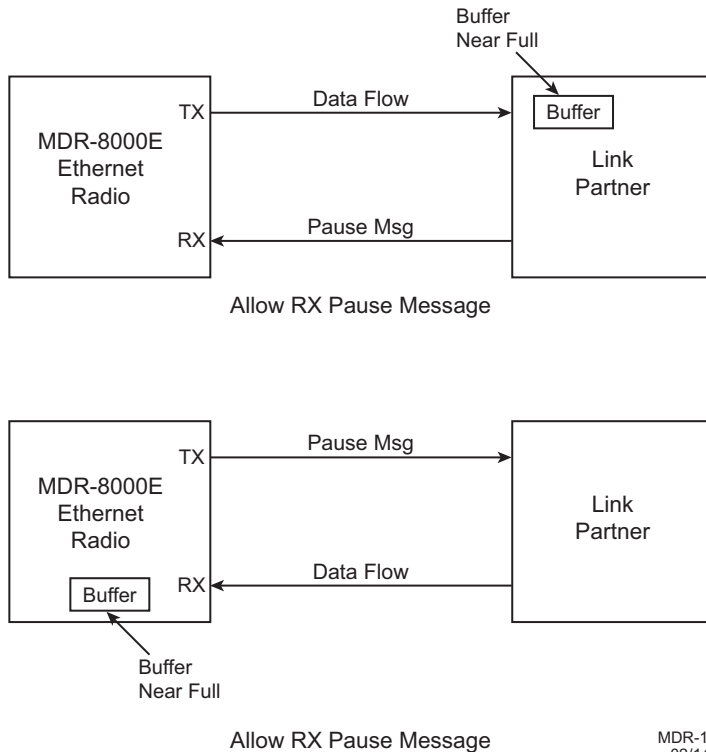 Buffer
Near Full
TX
Data Flow
Buffer
MDR-8000E
Ethernet
Radio
Link
Partner
RX
Pause Msg
Allow RX Pause Message
TX
Pause Msg
MDR-8000E
Ethernet
Radio
Link
Partner
Buffer
RX
Data Flow
Buffer
Near Full
Allow RX Pause Message